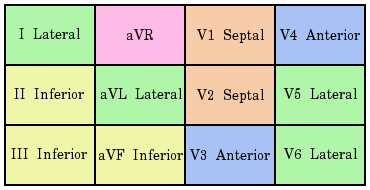 I Lateral aVR V1 Septal V4 Anterior
II Inferior aVL Lateral V2 Septal V5 Lateral
III Inferior aVF Inferior V3 Anterior V6 Lateral